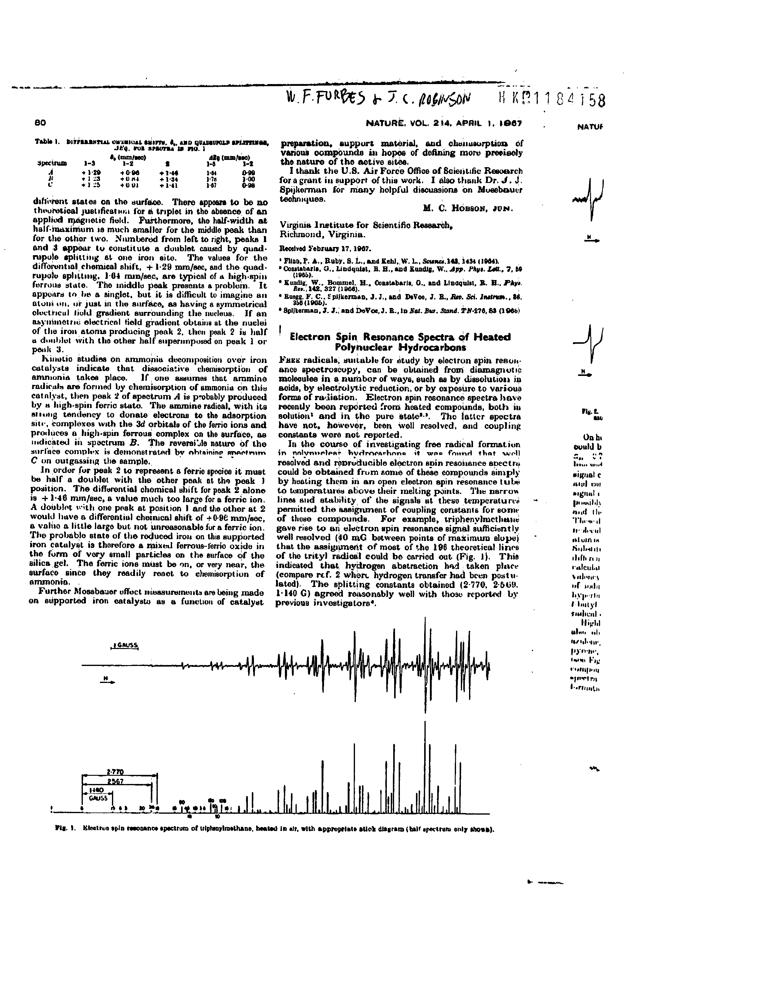 W. F. FORBES & J. C. ROBINSON HKR1184158
80
NATURE, VOL. 214, APRIL 1, 1967
NATUR
Table 1. DIFFERENTIAL CHEMICAL SHIFTS, AND QUADRUPOLE SPLITTINGS,
FOR SPECTRA IN FIG. 1
(mm/sec) (mm/sec)
Spectrum 1-3 1-2 2 1-3 1-2
A +1·29 +0·96 +1·46 1·64 0·99
+1·34 1·00
C +1·41 1·67 0·98
different states on the surface. There appears to be no
theoretical justification for a triplet in the absence of an
applied magnetic field. Furthermore, the half-width at
half-maximum is much smaller for the middle peak than
for the other two. Numbered from left to right, peaks 1
and 3 appear to constitute a doublet caused by quad-
rupole splitting at one iron site. The values for the
differential chemical shift, +1·29 mm/sec, and the quad-
rupole splitting, 1·64 mm/sec, are typical of a high-spin
ferrous state. The middle peak presents a problem. It
appears to be a singlet, but it is difficult to imagine an
atom on, or just in the surface, as having a symmetrical
electrical field gradient surrounding the nucleus. If an
asymmetric electrical field gradient obtains at the nuclei
of the iron atoms producing peak 2, then peak 2 is half
a doublet with the other half superimposed on peak 1 or
peak 3.
Kinetic studies on ammonia decomposition over iron
catalysts indicate that dissociative chemisorption of
ammonia takes place. If one assumes that ammine
radicals are formed by chemisorption of ammonia on this
catalyst, then peak 2 of spectrum A is probably produced
by a high-spin ferric state. The ammine radical, with its
strong tendency to donate electrons to the adsorption
site, complexes with the 3d orbitals of the ferric ions and
produces a high-spin ferrous complex on the surface, as
indicated in spectrum B. The reversible nature of the
surface complex is demonstrated by obtaining spectrum
C on outgassing the sample.
In order for peak 2 to represent a ferric species it must
be half a doublet with the other peak at the peak 1
position. The differential chemical shift for peak 2 alone
is +1·46 mm/sec, a value much too large for a ferric ion.
A doublet with one peak at position 1 and the other at 2
would have a differential chemical shift of +0·96 mm/sec,
a value a little large but not unreasonable for a ferric ion.
The probable state of the reduced iron on this supported
iron catalyst is therefore a mixed ferrous-ferric oxide in
the form of very small particles on the surface of the
silica gel. The ferric ions must be on, or very near, the
surface since they readily react to chemisorption of
ammonia.
Further Mossbauer effect measurements are being made
on supported iron catalysts as a function of catalyst
preparation, support material, and chemisorption of
various compounds in hopes of defining more precisely
the nature of the active sites.
I thank the U.S. Air Force Office of Scientific Research
for a grant in support of this work. I also thank Dr. J. J.
Spijkerman for many helpful discussions on Mossbauer
techniques.
M. C. HOBSON, JUN.
Virginia Institute for Scientific Research,
Richmond, Virginia.
Received February 17, 1967.
¹ Flinn, P. A., Ruby, S. L., and Kehl, W. L., Science, 143, 1434 (1964).
² Constabaris, G., Lindquist, R. H., and Kundig, W., App. Phys. Lett., 7, 59
(1965).
³ Kundig, W., Bommel, H., Constabaris, G., and Lindquist, R. H., Phys.
Rev., 142, 327 (1966).
⁴ Ruegg, F. C., Spijkerman, J. J., and DeVoe, J. R., Rev. Sci. Instrum., 36,
356 (1965).
⁵ Spijkerman, J. J., and DeVoe, J. R., in Nat. Bur. Stand. TN-276, 63 (1966)
Electron Spin Resonance Spectra of Heated
Polynuclear Hydrocarbons
FREE radicals, suitable for study by electron spin reson-
ance spectroscopy, can be obtained from diamagnetic
molecules in a number of ways, such as by dissolution in
acids, by electrolytic reduction, or by exposure to various
forms of radiation. Electron spin resonance spectra have
recently been reported from heated compounds, both in
solution¹ and in the pure state²,³. The latter spectra
have not, however, been well resolved, and coupling
constants were not reported.
In the course of investigating free radical formation
in polynuclear hydrocarbons it was found that well
resolved and reproducible electron spin resonance spectra
could be obtained from some of these compounds simply
by heating them in an open electron spin resonance tube
to temperatures above their melting points. The narrow
lines and stability of the signals at these temperatures
permitted the assignment of coupling constants for some
of these compounds. For example, triphenylmethane
gave rise to an electron spin resonance signal sufficiently
well resolved (40 mG between points of maximum slope)
that the assignment of most of the 196 theoretical lines
of the trityl radical could be carried out (Fig. 1). This
indicated that hydrogen abstraction had taken place
(compare ref. 2 where hydrogen transfer had been postu-
lated). The splitting constants obtained (2·770, 2·569,
1·140 G) agreed reasonably well with those reported by
previous investigators⁴.
1 GAUSS
H
2·770
2567
1·140
GAUSS
Fig. 1. Electron spin resonance spectrum of triphenylmethane, heated in air, with appropriate stick diagram (half spectrum only shown).
H
H
Fig. 2.
On he
could b
signal c
signal i
possibly
and the
calculat
of
hyperfin
t butyl
radical
High
also ob
azulene,
pyrene,
spectra